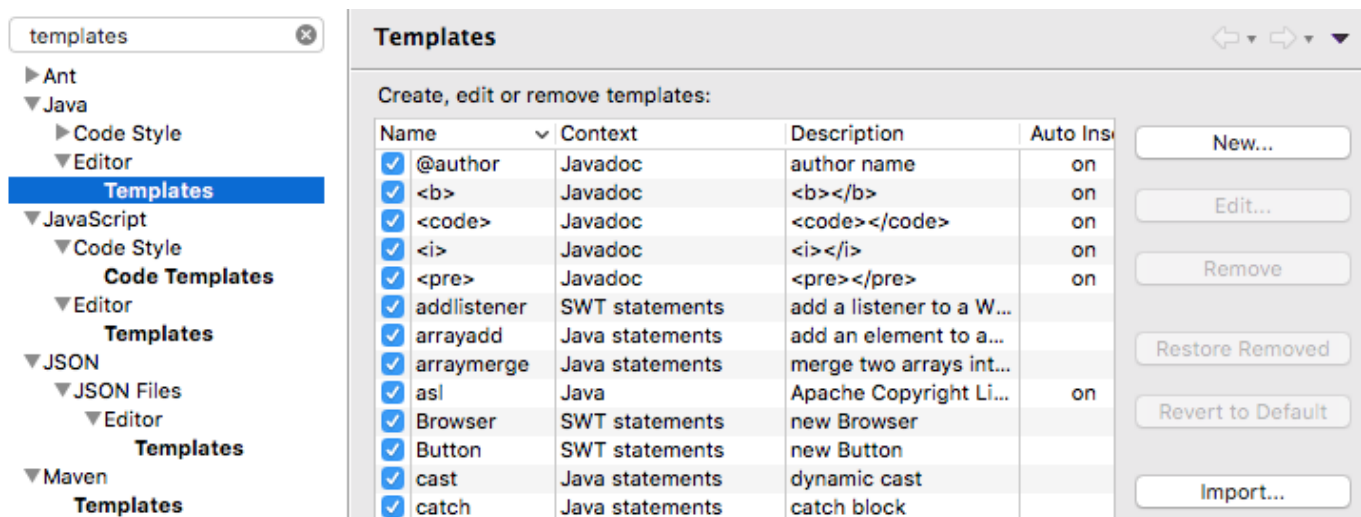 templates
Ant
Java
Code Style
Editor
Templates
JavaScript
Code Style
Code Templates
Editor
Templates
JSON
JSON Files
Editor
Templates
Maven
Templates
Templates
Create, edit or remove templates:
Name Context Description Auto Inse
@author Javadoc author name on
<b> Javadoc <b></b> on
<code> Javadoc <code></code> on
<i> Javadoc <i></i> on
<pre> Javadoc <pre></pre> on
addlistener SWT statements add a listener to a W...
arrayadd Java statements add an element to a...
arraymerge Java statements merge two arrays int...
asl Java Apache Copyright Li... on
Browser SWT statements new Browser
Button SWT statements new Button
cast Java statements dynamic cast
catch Java statements catch block
New...
Edit...
Remove
Restore Removed
Revert to Default
Import...